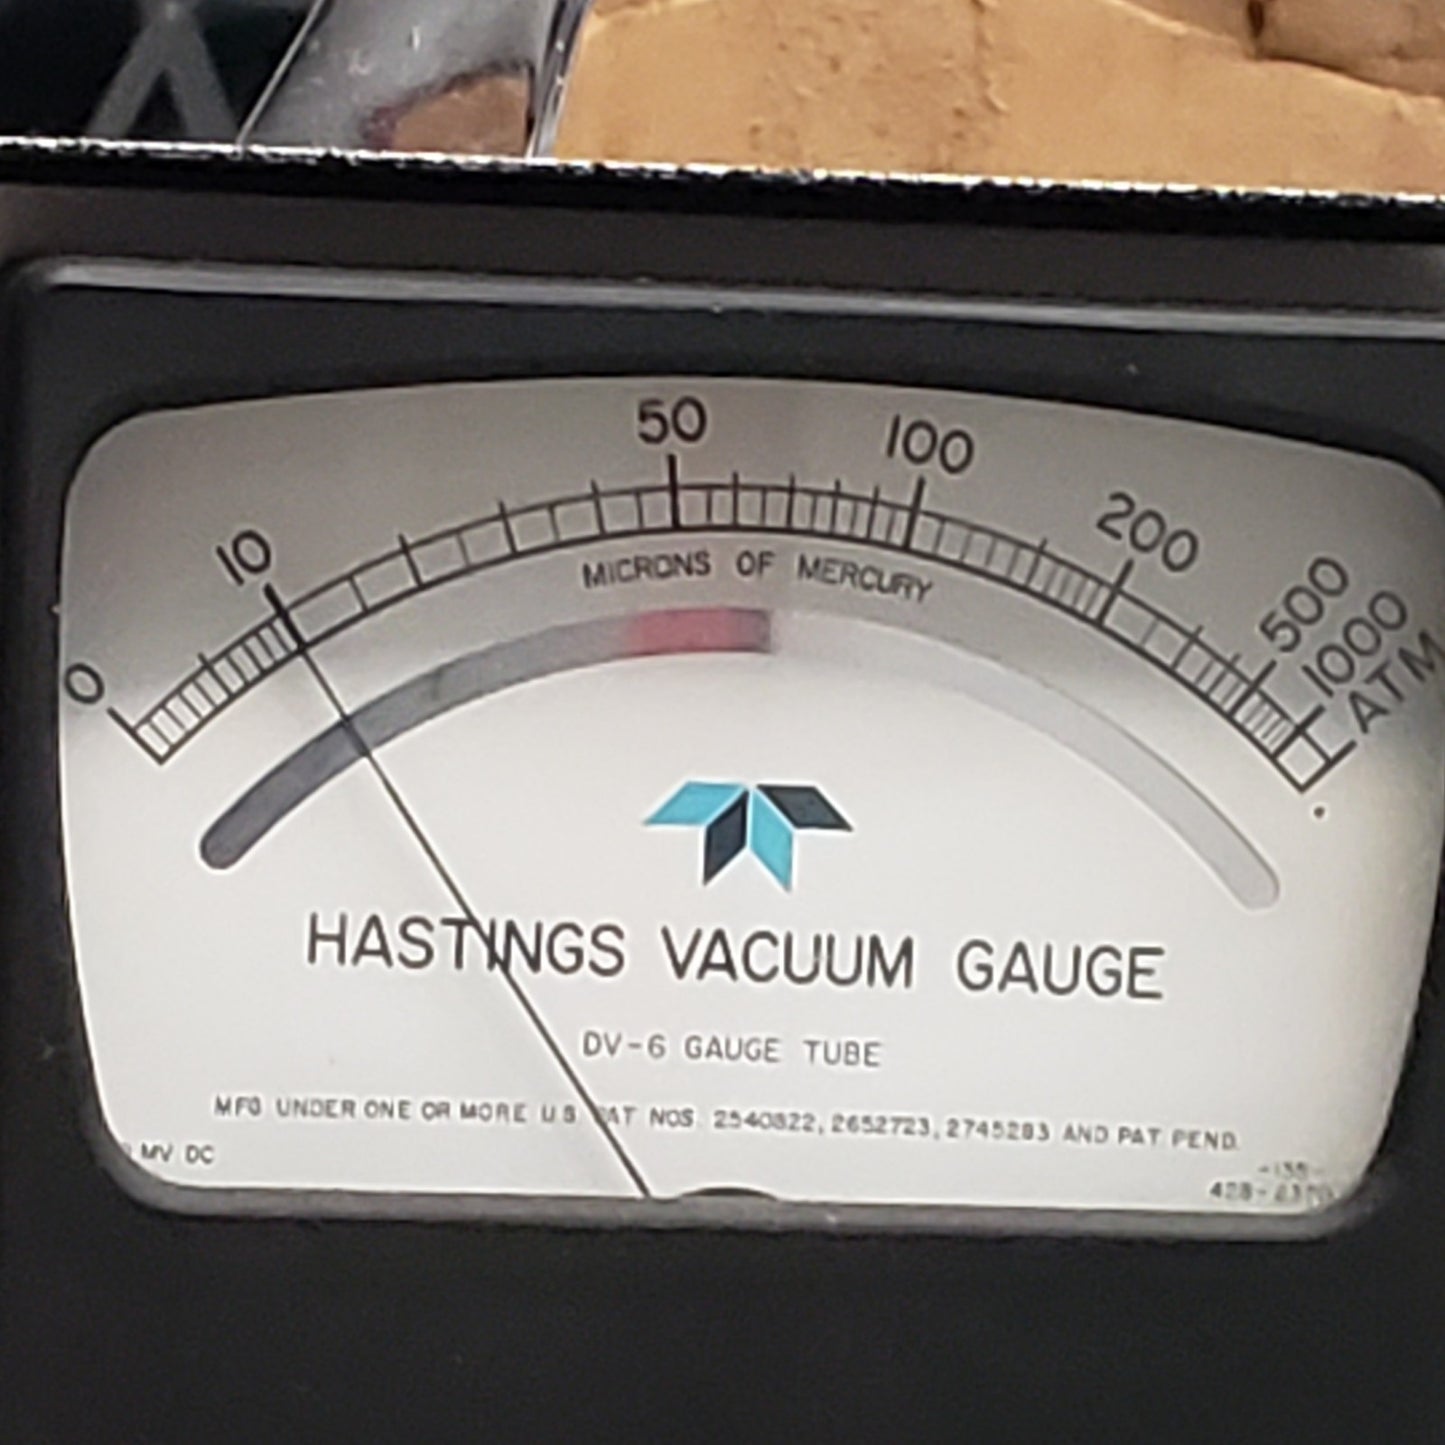 0 10 50 100 200 500 1000 ATM
MICRONS OF MERCURY
HASTINGS VACUUM GAUGE
DV-6 GAUGE TUBE
MFG UNDER ONE OR MORE U S PAT NOS. 2540822, 2652723, 2745283 AND PAT PEND.
MV DC